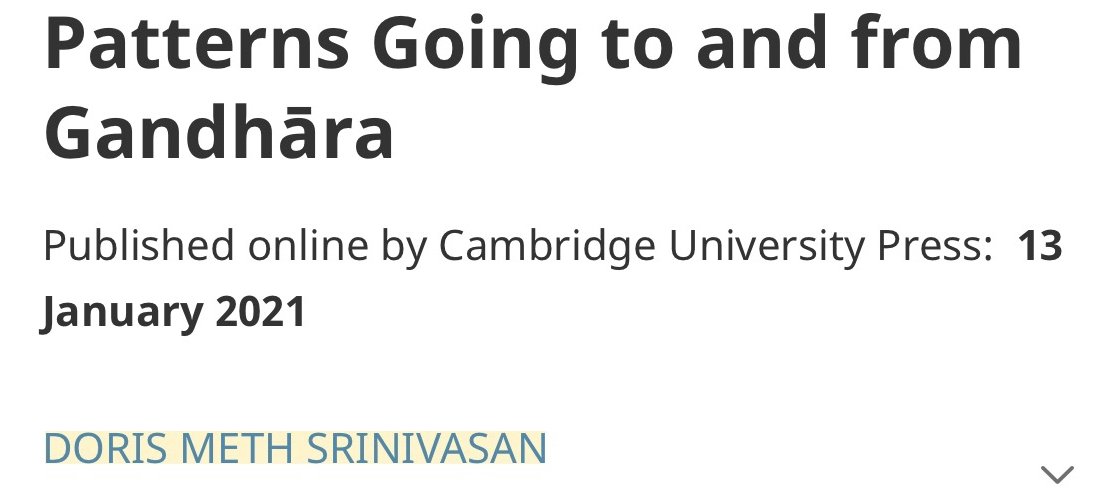 Patterns Going to and from
Gandhāra
Published online by Cambridge University Press: 13
January 2021
DORIS METH SRINIVASAN